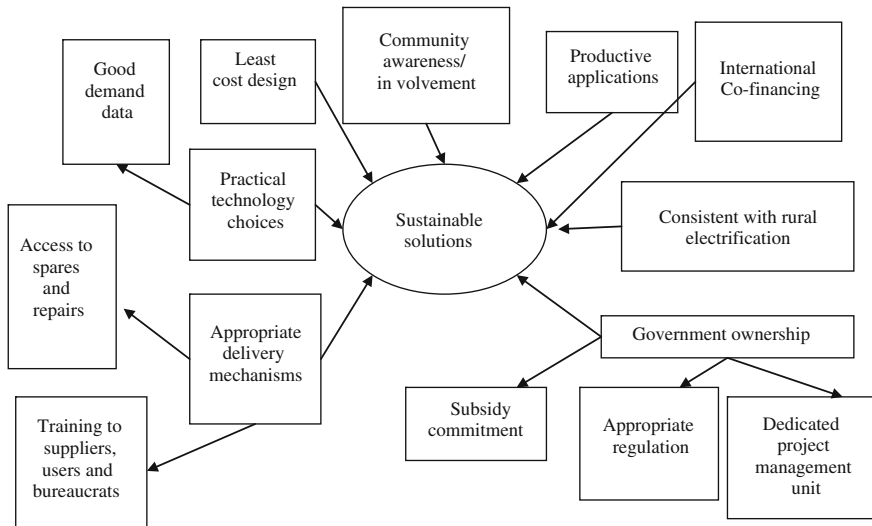 Good
demand
data
Least
cost design
Community
awareness/
in volvement
Productive
applications
International
Co-financing
Practical
technology
choices
Sustainable
solutions
Consistent with rural
electrification
Access to
spares
and
repairs
Appropriate
delivery
mechanisms
Government ownership
Subsidy
commitment
Appropriate
regulation
Dedicated
project
management
unit
Training to
suppliers,
users and
bureaucrats